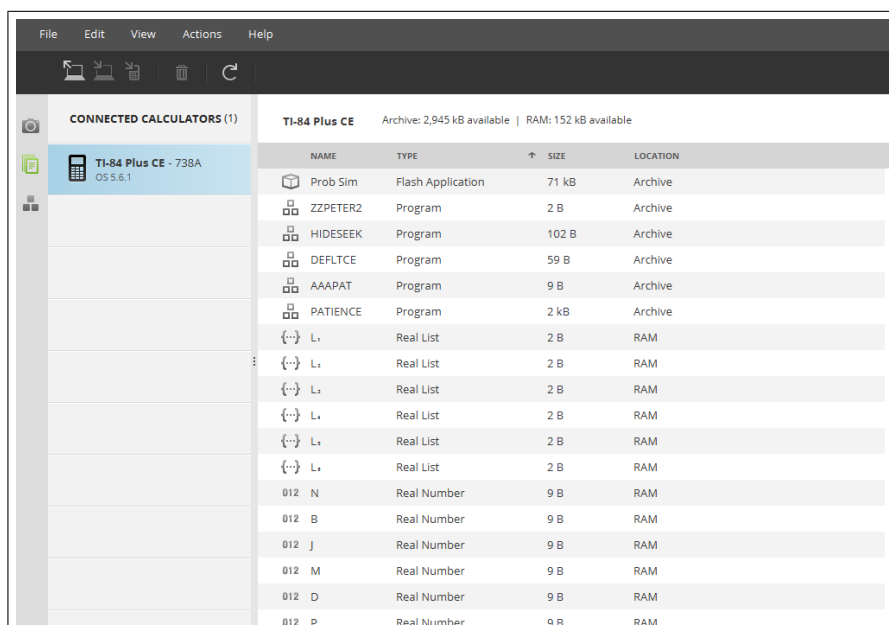 File Edit View Actions Help
CONNECTED CALCULATORS (1)
TI-84 Plus CE - 738A
OS 5.6.1
TI-84 Plus CE Archive: 2,945 kB available | RAM: 152 kB available
NAME TYPE SIZE LOCATION
Prob Sim Flash Application 71 kB Archive
ZZPETER2 Program 2 B Archive
HIDESEEK Program 102 B Archive
DEFLTCE Program 59 B Archive
AAAPAT Program 9 B Archive
PATIENCE Program 2 kB Archive
{···} L₁ Real List 2 B RAM
{···} L₂ Real List 2 B RAM
{···} L₃ Real List 2 B RAM
{···} L₄ Real List 2 B RAM
{···} L₅ Real List 2 B RAM
{···} L₆ Real List 2 B RAM
012 N Real Number 9 B RAM
012 B Real Number 9 B RAM
012 J Real Number 9 B RAM
012 M Real Number 9 B RAM
012 D Real Number 9 B RAM
012 P Real Number 9 B RAM